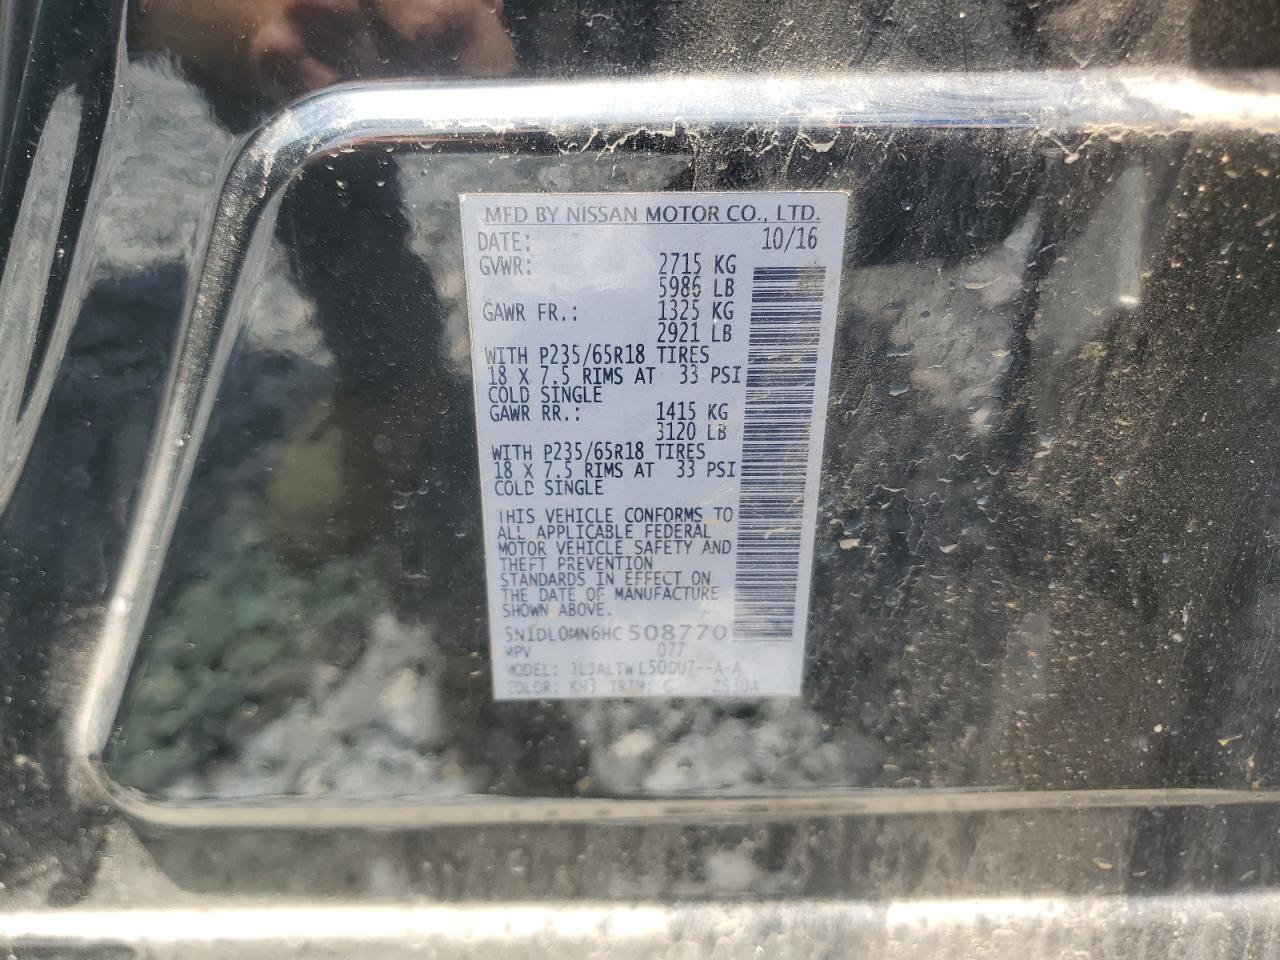 MFD BY NISSAN MOTOR CO., LTD.
DATE: 10/16
GVWR: 2715 KG
5986 LB
GAWR FR.: 1325 KG
2921 LB
WITH P235/65R18 TIRES
18 X 7.5 RIMS AT 33 PSI
COLD SINGLE
GAWR RR.: 1415 KG
3120 LB
WITH P235/65R18 TIRES
18 X 7.5 RIMS AT 33 PSI
COLD SINGLE
THIS VEHICLE CONFORMS TO
ALL APPLICABLE FEDERAL
MOTOR VEHICLE SAFETY AND
THEFT PREVENTION
STANDARDS IN EFFECT ON
THE DATE OF MANUFACTURE
SHOWN ABOVE.
5N1DL0MN6HC508770
MPV 077
MODEL:
COLOR: KH3 TRIM: G